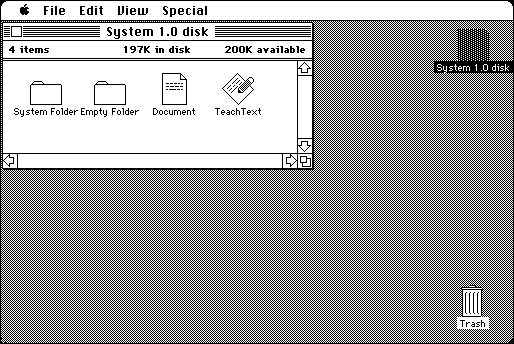 File Edit View Special
System 1.0 disk
4 items 197K in disk 200K available
System Folder Empty Folder Document TeachText
System 1.0 disk
Trash